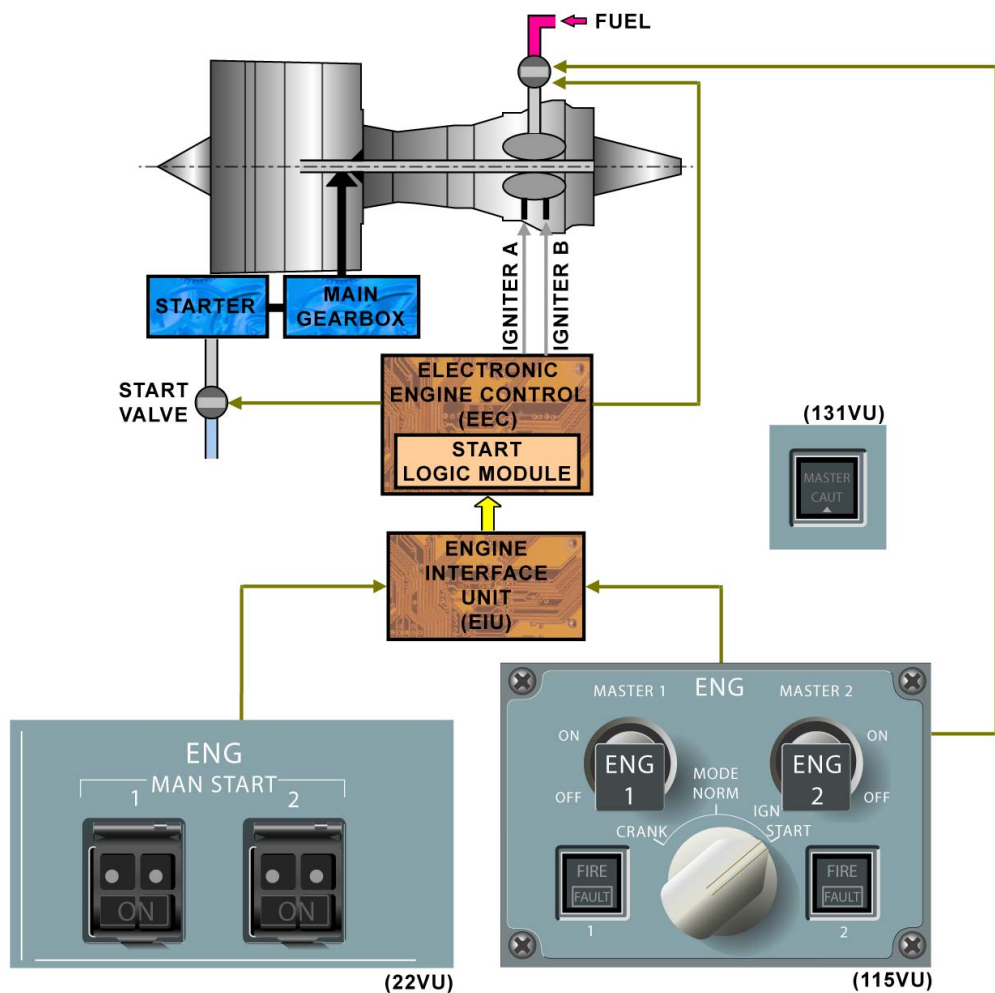 FUEL
IGNITER A
IGNITER B
STARTER
MAIN
GEARBOX
START
VALVE
ELECTRONIC
ENGINE CONTROL
(EEC)
START
LOGIC MODULE
(131VU)
MASTER
CAUT
ENGINE
INTERFACE
UNIT
(EIU)
ENG
MAN START
1 2
ON ON
(22VU)
MASTER 1 ENG MASTER 2
ON ON
ENG
1
ENG
2
OFF OFF
MODE
NORM
CRANK
IGN
START
FIRE
FAULT
1
FIRE
FAULT
2
(115VU)